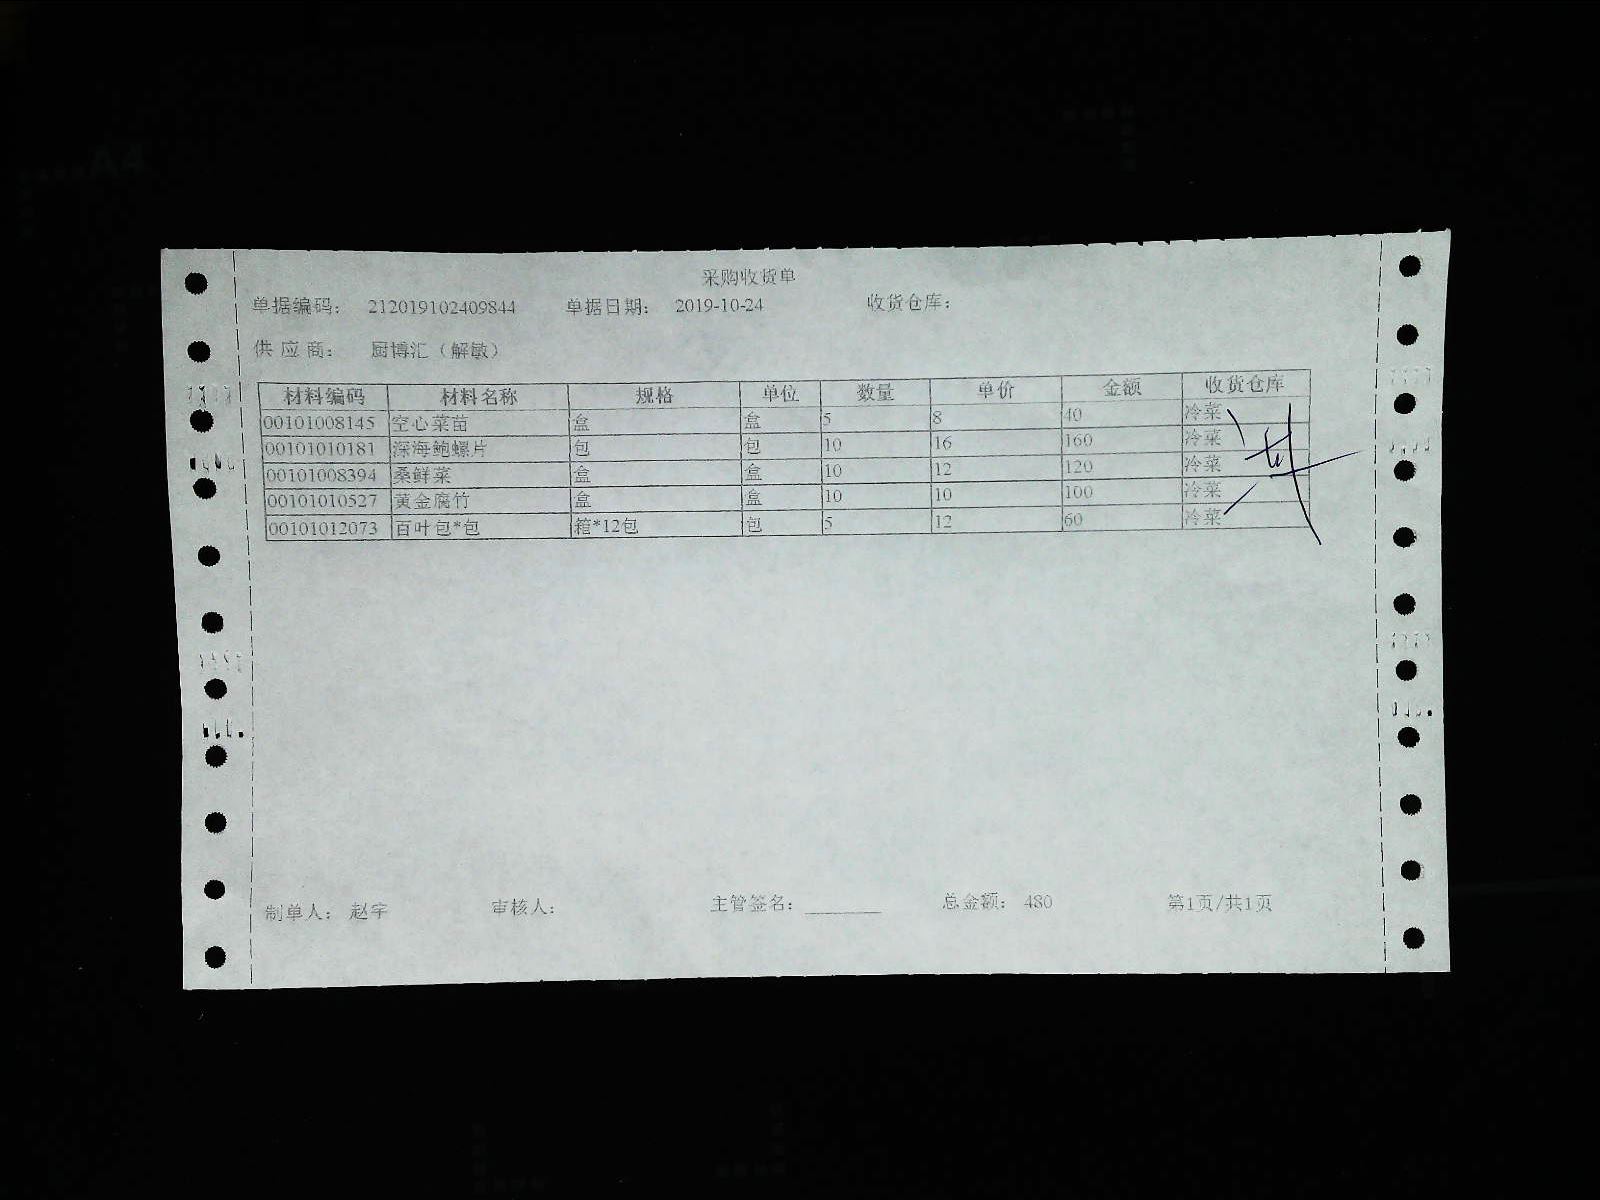 采购收货单
单据编码： 212019102409844 单据日期： 2019-10-24 收货仓库：
供 应 商： 厨博汇（解敏）
材料编码 材料名称 规格 单位 数量 单价 金额 收货仓库
00101008145 空心菜苗 盒 盒 5 8 40 冷菜
00101010181 深海鲍螺片 包 包 10 16 160 冷菜
00101008394 桑鲜菜 盒 盒 10 12 120 冷菜
00101010527 黄金腐竹 盒 盒 10 10 100 冷菜
00101012073 百叶包*包 箱*12包 包 5 12 60 冷菜
制单人： 赵宇 审核人： 主管签名：________ 总金额： 480 第1页/共1页